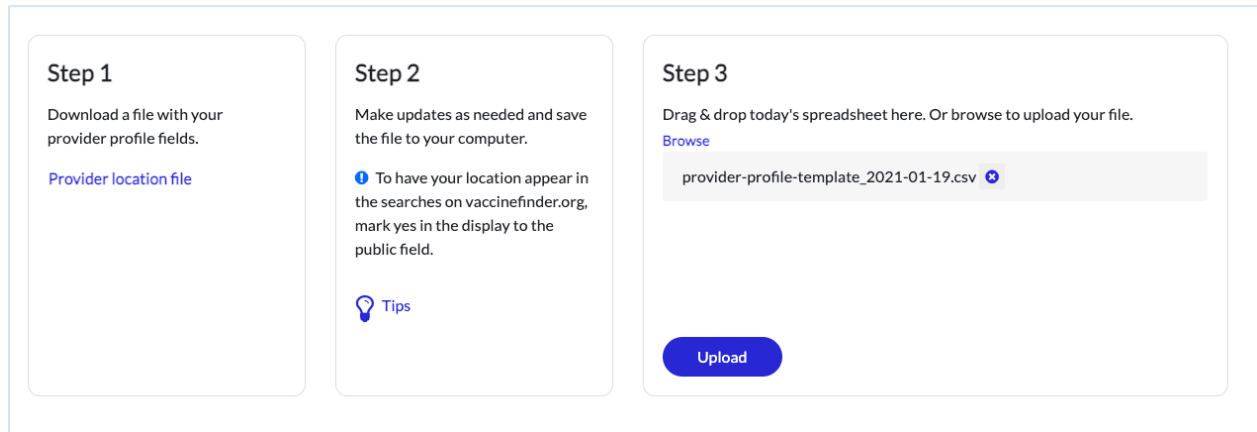 Step 1
Download a file with your
provider profile fields.
Provider location file
Step 2
Make updates as needed and save
the file to your computer.
To have your location appear in
the searches on vaccinefinder.org,
mark yes in the display to the
public field.
Tips
Step 3
Drag & drop today's spreadsheet here. Or browse to upload your file.
Browse
provider-profile-template_2021-01-19.csv
Upload